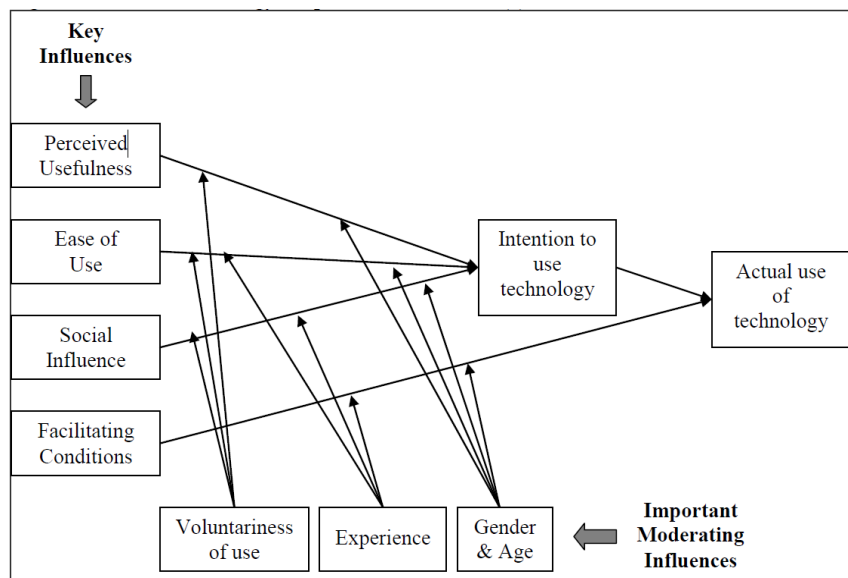 Key
Influences
Perceived
Usefulness
Ease of
Use
Social
Influence
Facilitating
Conditions
Intention to
use
technology
Actual use
of
technology
Voluntariness
of use
Experience
Gender
& Age
Important
Moderating
Influences